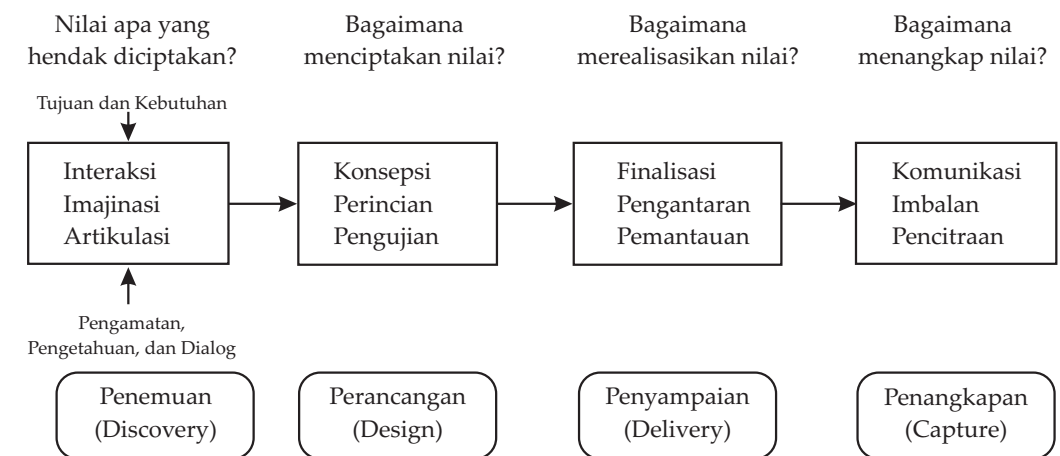 Nilai apa yang
hendak diciptakan?
Bagaimana
menciptakan nilai?
Bagaimana
merealisasikan nilai?
Bagaimana
menangkap nilai?
Tujuan dan Kebutuhan
Interaksi
Imajinasi
Artikulasi
Konsepsi
Perincian
Pengujian
Finalisasi
Pengantaran
Pemantauan
Komunikasi
Imbalan
Pencitraan
Pengamatan,
Pengetahuan, dan Dialog
Penemuan
(Discovery)
Perancangan
(Design)
Penyampaian
(Delivery)
Penangkapan
(Capture)